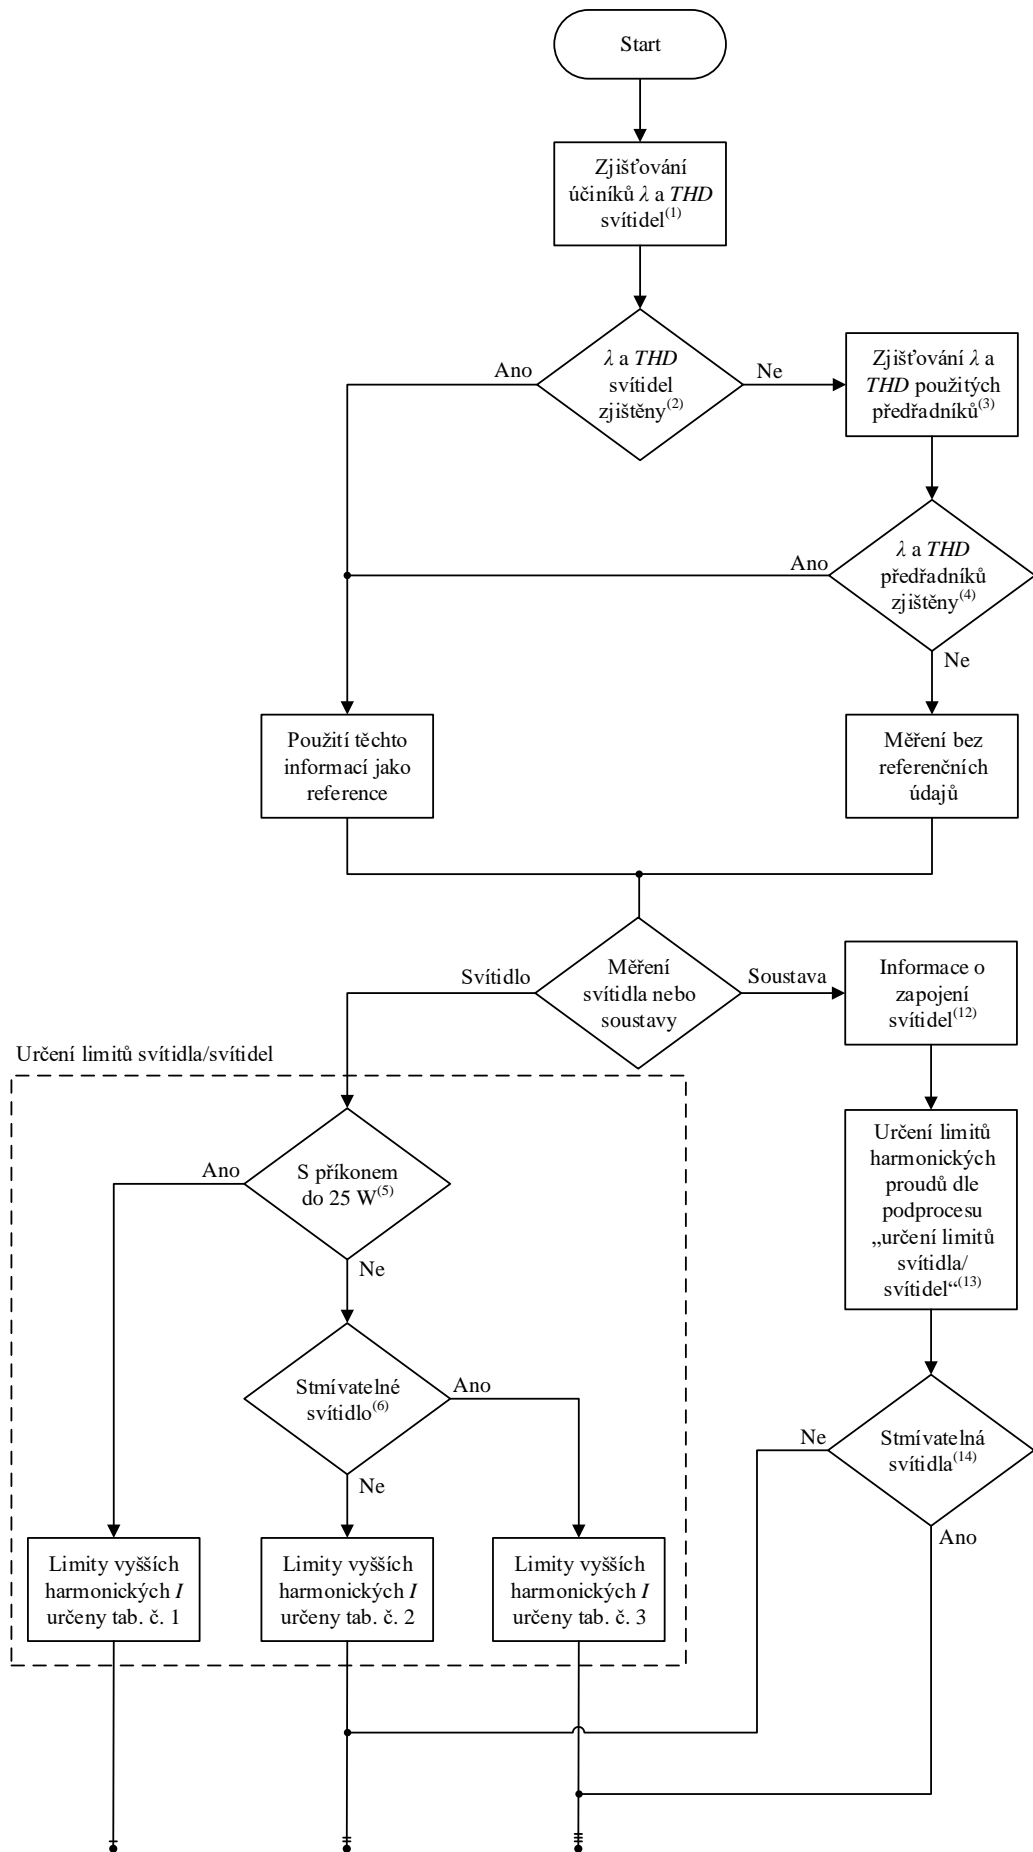 Start
Zjišťování
účiníků λ a THD
svítidel(1)
λ a THD
svítidel
zjištěny(2)
Ano
Ne
Zjišťování λ a
THD použitých
předřadníků(3)
λ a THD
předřadníků
zjištěny(4)
Ano
Ne
Použití těchto
informací jako
reference
Měření bez
referenčních
údajů
Měření
svítidla nebo
soustavy
Svítidlo
Soustava
Informace o
zapojení
svítidel(12)
Určení limitů svítidla/svítidel
S příkonem
do 25 W(5)
Ano
Ne
Určení limitů
harmonických
proudů dle
podprocesu
„určení limitů
svítidla/
svítidel“(13)
Stmívatelné
svítidlo(6)
Ano
Ne
Stmívatelná
svítidla(14)
Ne
Ano
Limity vyšších
harmonických I
určeny tab. č. 1
Limity vyšších
harmonických I
určeny tab. č. 2
Limity vyšších
harmonických I
určeny tab. č. 3